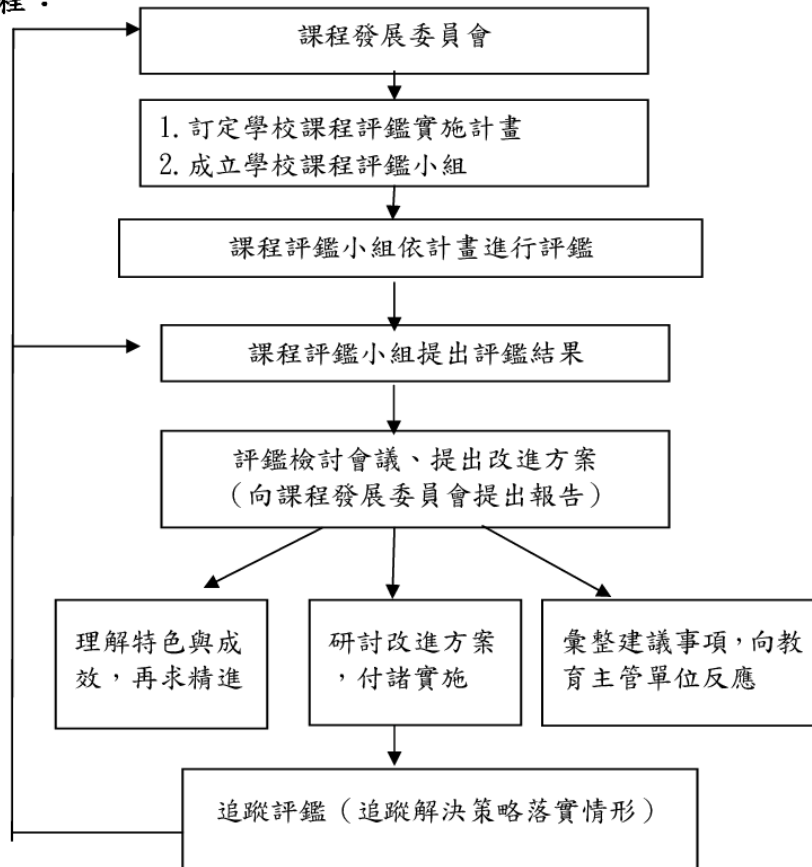 程：
課程發展委員會
1. 訂定學校課程評鑑實施計畫
2. 成立學校課程評鑑小組
課程評鑑小組依計畫進行評鑑
課程評鑑小組提出評鑑結果
評鑑檢討會議、提出改進方案
（向課程發展委員會提出報告）
理解特色與成
效，再求精進
研討改進方案
，付諸實施
彙整建議事項，向教
育主管單位反應
追蹤評鑑（追蹤解決策略落實情形）